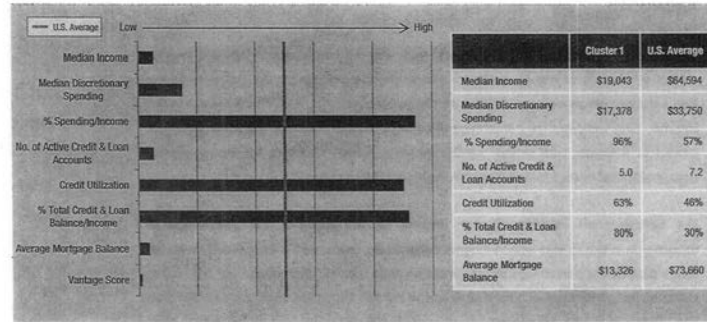 U.S. Average
Low
High
Median Income
Median Discretionary
Spending
% Spending/Income
No. of Active Credit & Loan
Accounts
Credit Utilization
% Total Credit & Loan
Balance/Income
Average Mortgage Balance
Vantage Score
Cluster 1 U.S. Average
Median Income $19,043 $64,594
Median Discretionary
Spending $17,378 $33,750
% Spending/Income 96% 57%
No. of Active Credit &
Loan Accounts 5.0 7.2
Credit Utilization 63% 46%
% Total Credit & Loan
Balance/Income 80% 30%
Average Mortgage
Balance $13,326 $73,660